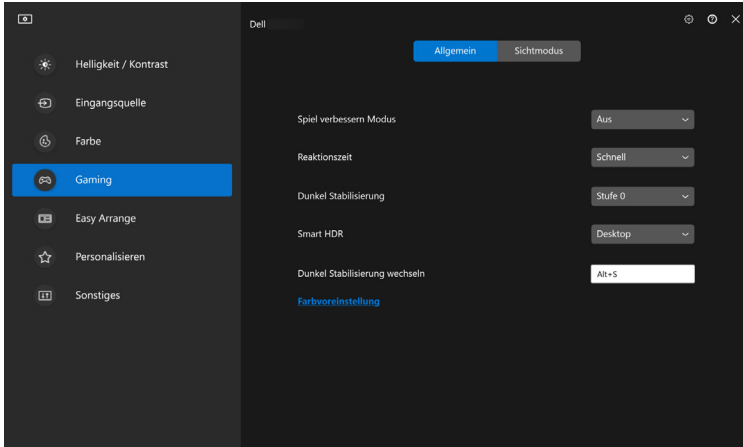 Dell
Allgemein Sichtmodus
Helligkeit / Kontrast
Eingangsquelle
Farbe
Gaming
Easy Arrange
Personalisieren
Sonstiges
Spiel verbessern Modus Aus
Reaktionszeit Schnell
Dunkel Stabilisierung Stufe 0
Smart HDR Desktop
Dunkel Stabilisierung wechseln Alt+S
Farbvoreinstellung